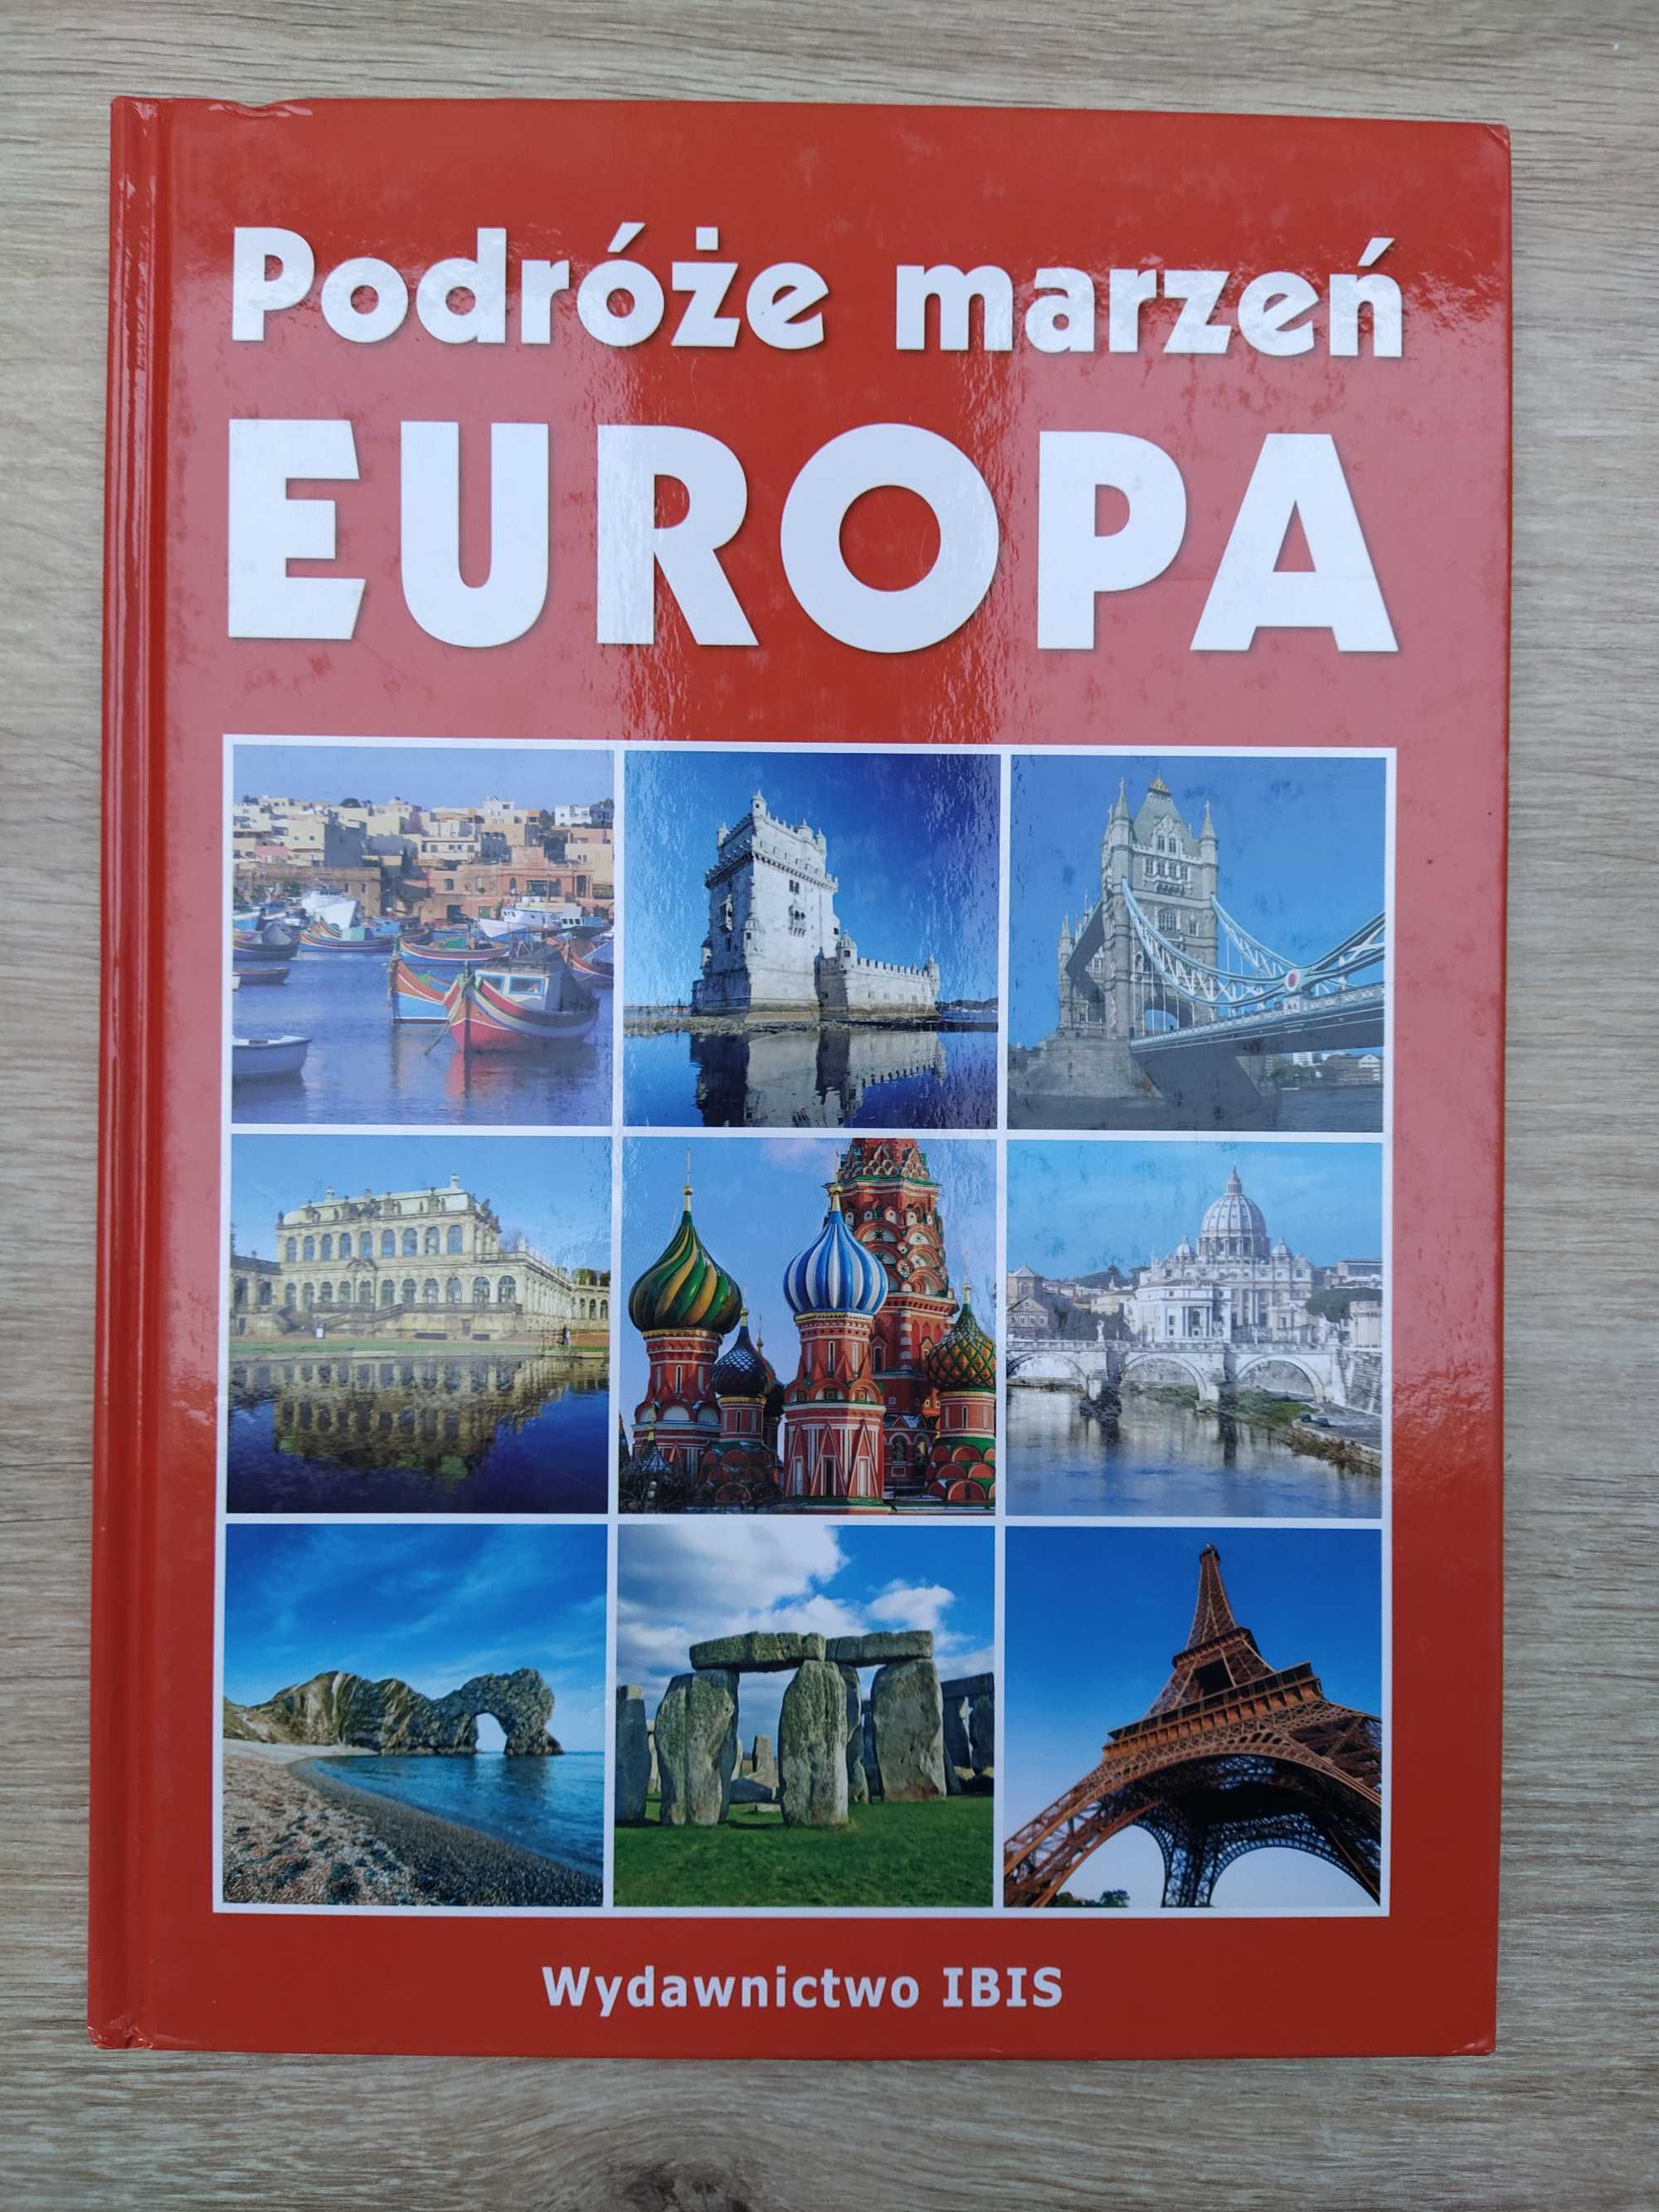 Podróże marzeń
EUROPA
Wydawnictwo IBIS